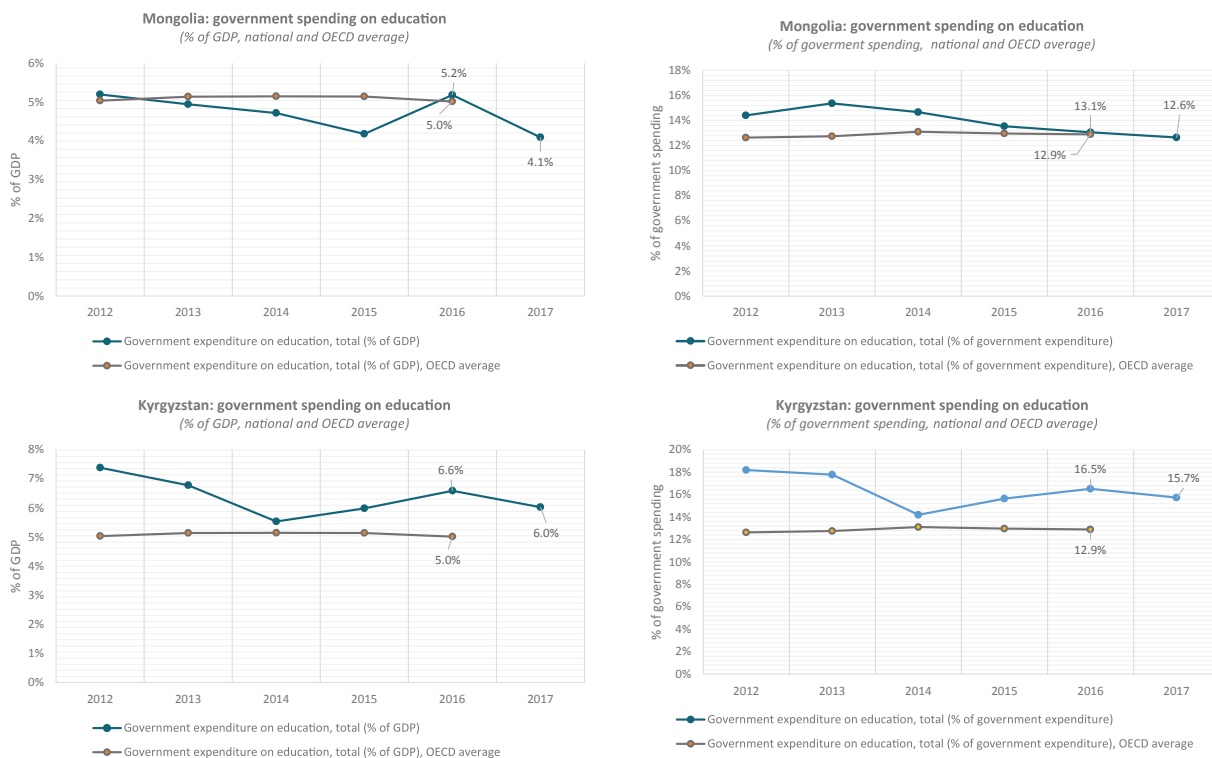 Mongolia: government spending on education
(% of GDP, national and OECD average)
6%
5%
4%
3%
2%
1%
0%
% of GDP
5.2%
5.0%
4.1%
2012 2013 2014 2015 2016 2017
Government expenditure on education, total (% of GDP)
Government expenditure on education, total (% of GDP), OECD average
Mongolia: government spending on education
(% of goverment spending, national and OECD average)
18%
16%
14%
12%
10%
8%
6%
4%
2%
0%
% of government spending
13.1%
12.6%
12.9%
2012 2013 2014 2015 2016 2017
Government expenditure on education, total (% of government expenditure)
Government expenditure on education, total (% of government expenditure), OECD average
Kyrgyzstan: government spending on education
(% of GDP, national and OECD average)
8%
7%
6%
5%
4%
3%
2%
1%
0%
% of GDP
6.6%
6.0%
5.0%
2012 2013 2014 2015 2016 2017
Government expenditure on education, total (% of GDP)
Government expenditure on education, total (% of GDP), OECD average
Kyrgyzstan: government spending on education
(% of government spending, national and OECD average)
20%
18%
16%
14%
12%
10%
8%
6%
4%
2%
0%
% of government spending
16.5%
15.7%
12.9%
2012 2013 2014 2015 2016 2017
Government expenditure on education, total (% of government expenditure)
Government expenditure on education, total (% of government expenditure), OECD average